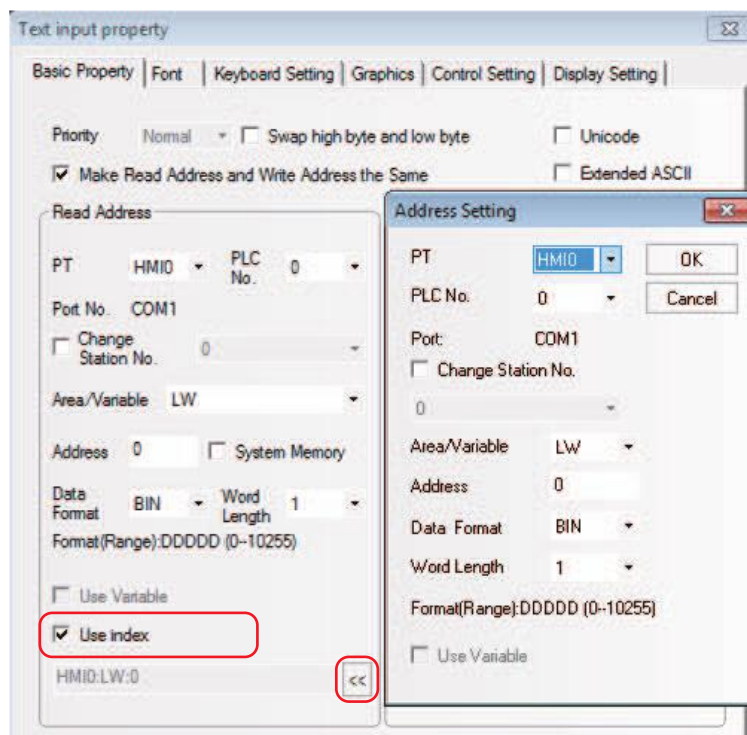 Text input property
Basic Property Font Keyboard Setting Graphics Control Setting Display Setting
Priority Normal Swap high byte and low byte Unicode
Make Read Address and Write Address the Same Extended ASCII
Read Address
PT HMI0 PLC No. 0
Port No. COM1
Change Station No. 0
Area/Variable LW
Address 0 System Memory
Data Format BIN Word Length 1
Format(Range):DDDDD (0--10255)
Use Variable
Use index
HMI0:LW:0 <<
Address Setting
PT HMI0 OK
PLC No. 0 Cancel
Port: COM1
Change Station No.
0
Area/Variable LW
Address 0
Data Format BIN
Word Length 1
Format(Range):DDDDD (0--10255)
Use Variable